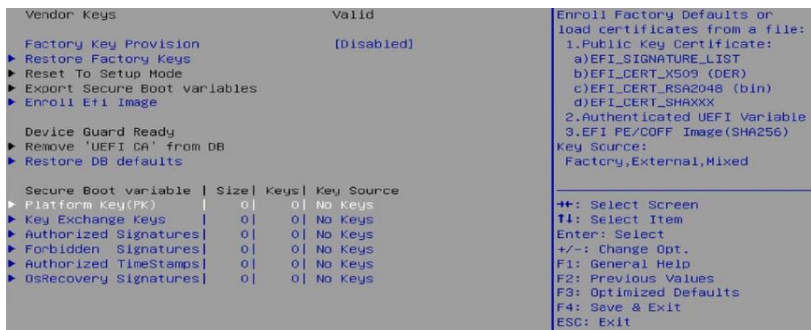 Vendor Keys Valid
Factory Key Provision [Disabled]
Restore Factory Keys
Reset To Setup Mode
Export Secure Boot variables
Enroll Efi Image
Device Guard Ready
Remove 'UEFI CA' from DB
Restore DB defaults
Secure Boot variable | Size| Keys| Key Source
Platform Key(PK) | 0| 0| No Keys
Key Exchange Keys | 0| 0| No Keys
Authorized Signatures| 0| 0| No Keys
Forbidden Signatures| 0| 0| No Keys
Authorized TimeStamps| 0| 0| No Keys
OsRecovery Signatures| 0| 0| No Keys
Enroll Factory Defaults or
load certificates from a file:
1.Public Key Certificate:
a)EFI_SIGNATURE_LIST
b)EFI_CERT_X509 (DER)
c)EFI_CERT_RSA2048 (bin)
d)EFI_CERT_SHAXXX
2.Authenticated UEFI Variable
3.EFI PE/COFF Image(SHA256)
Key Source:
Factory,External,Mixed
→←: Select Screen
↑↓: Select Item
Enter: Select
+/-: Change Opt.
F1: General Help
F2: Previous Values
F3: Optimized Defaults
F4: Save & Exit
ESC: Exit